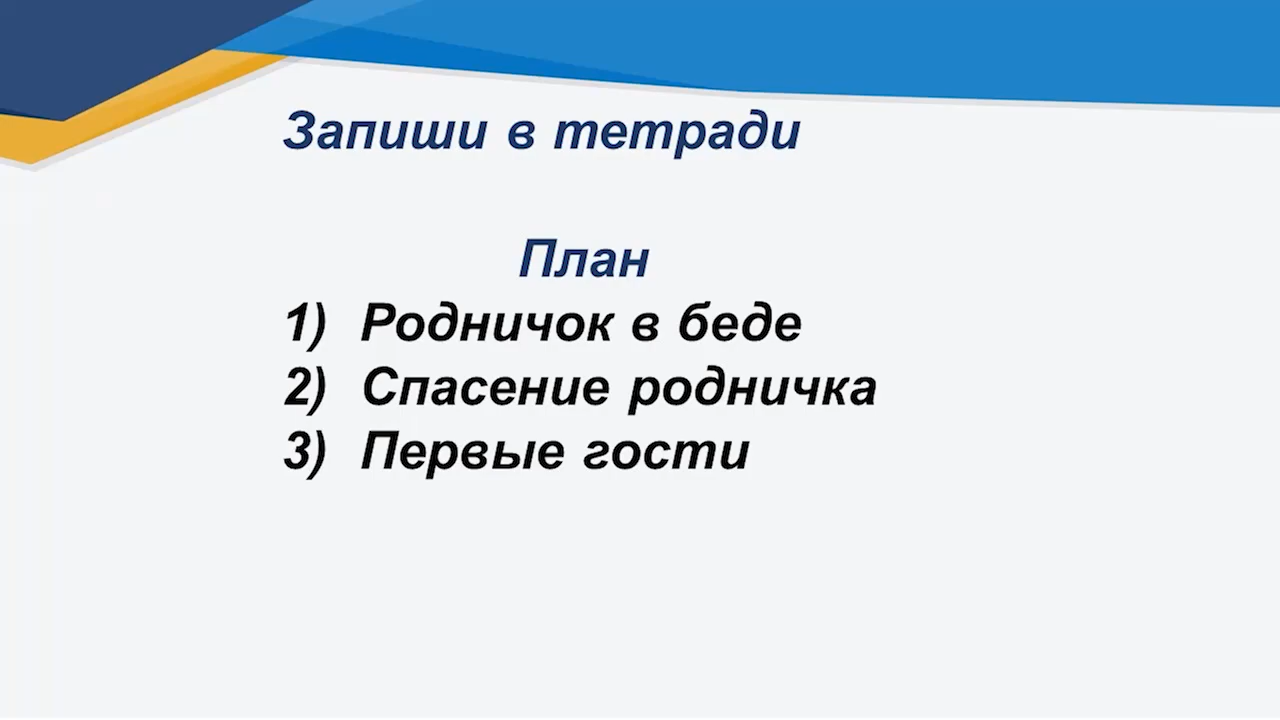 Запиши в тетради
План
1) Родничок в беде
2) Спасение родничка
3) Первые гости